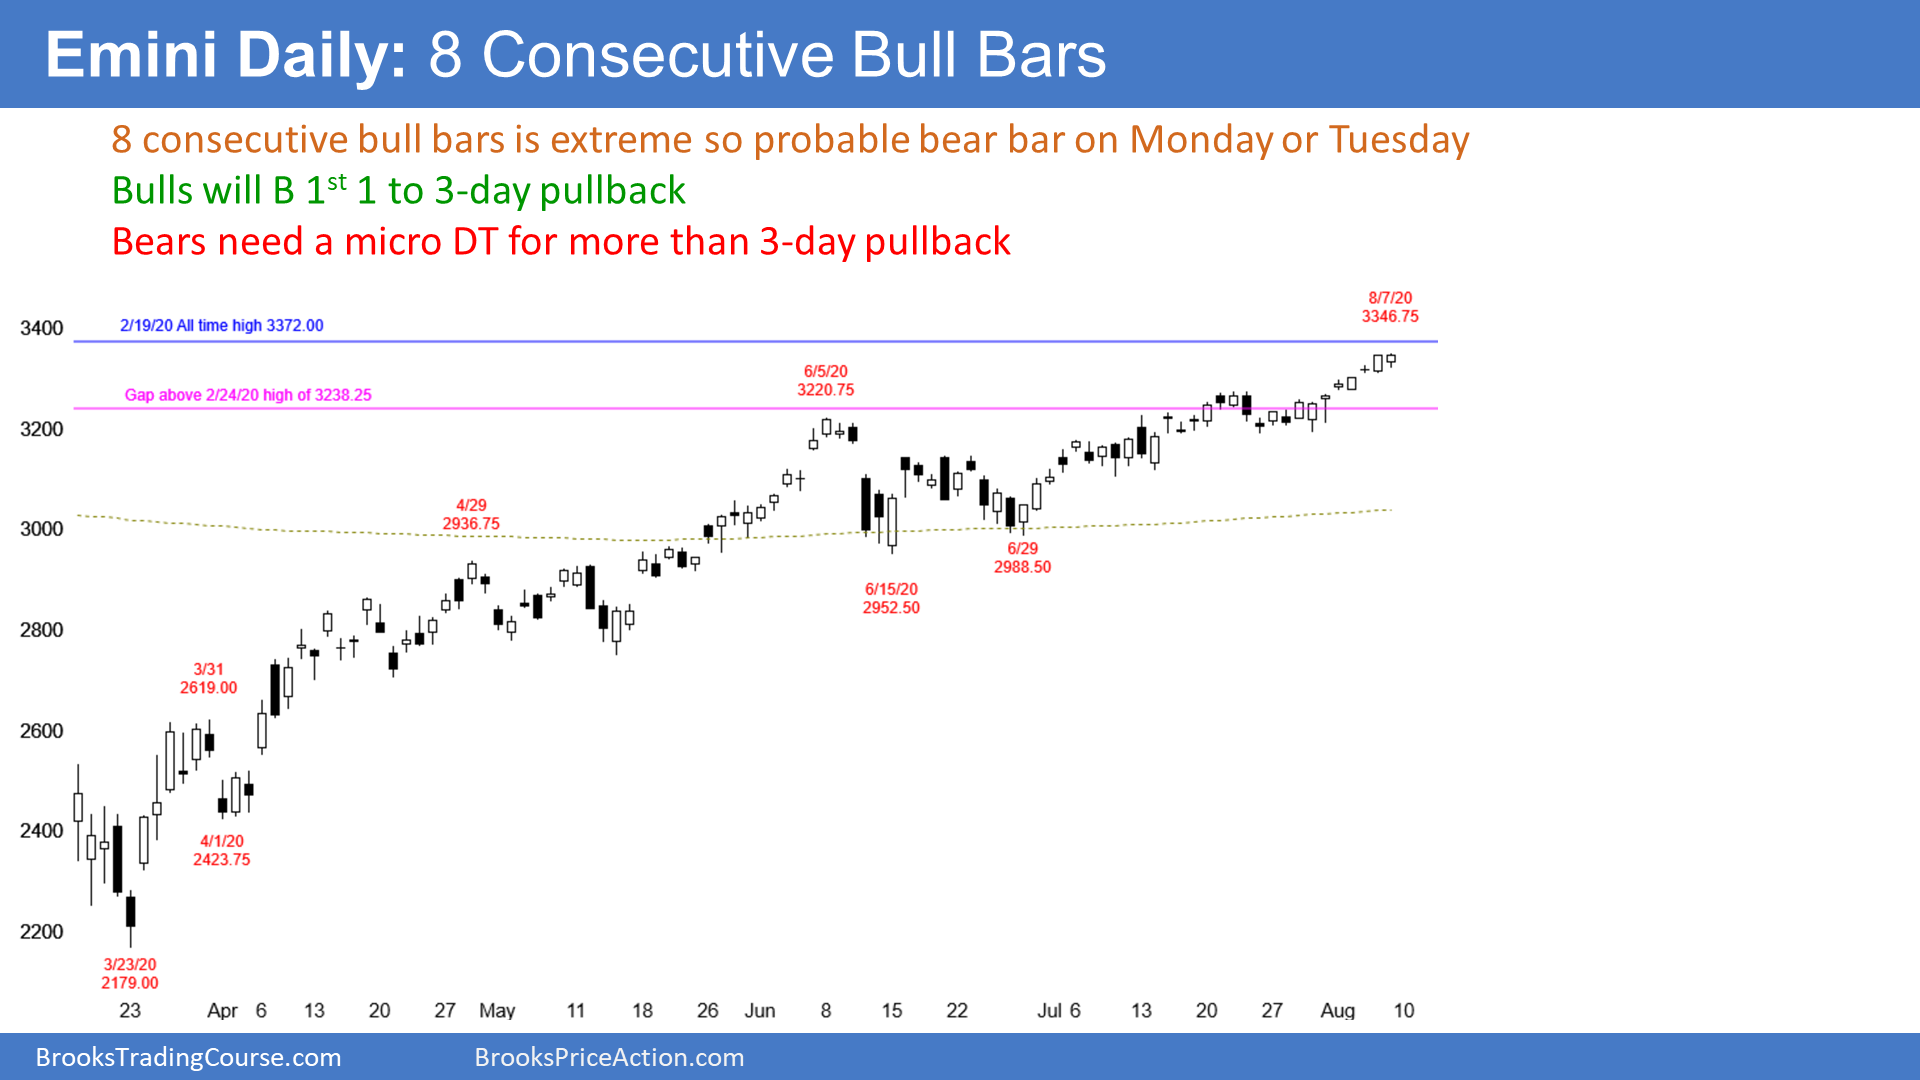 Emini Daily: 8 Consecutive Bull Bars
8 consecutive bull bars is extreme so probable bear bar on Monday or Tuesday
Bulls will B 1st 1 to 3-day pullback
Bears need a micro DT for more than 3-day pullback
8/7/20
3346.75
3400
2/19/20 All time high 3372.00
6/5/20
3220.75
Gap above 2/24/20 high of 3238.25
3200
4/29
2936.75
3000
6/29
2988.50
6/15/20
2952.50
2800
3/31
2619.00
2600
2400
4/1/20
2423.75
2200
3/23/20
2179.00
23 Apr 6 13 20 27 May 11 18 26 Jun 8 15 22 Jul 6 13 20 27 Aug 10
BrooksTradingCourse.com BrooksPriceAction.com